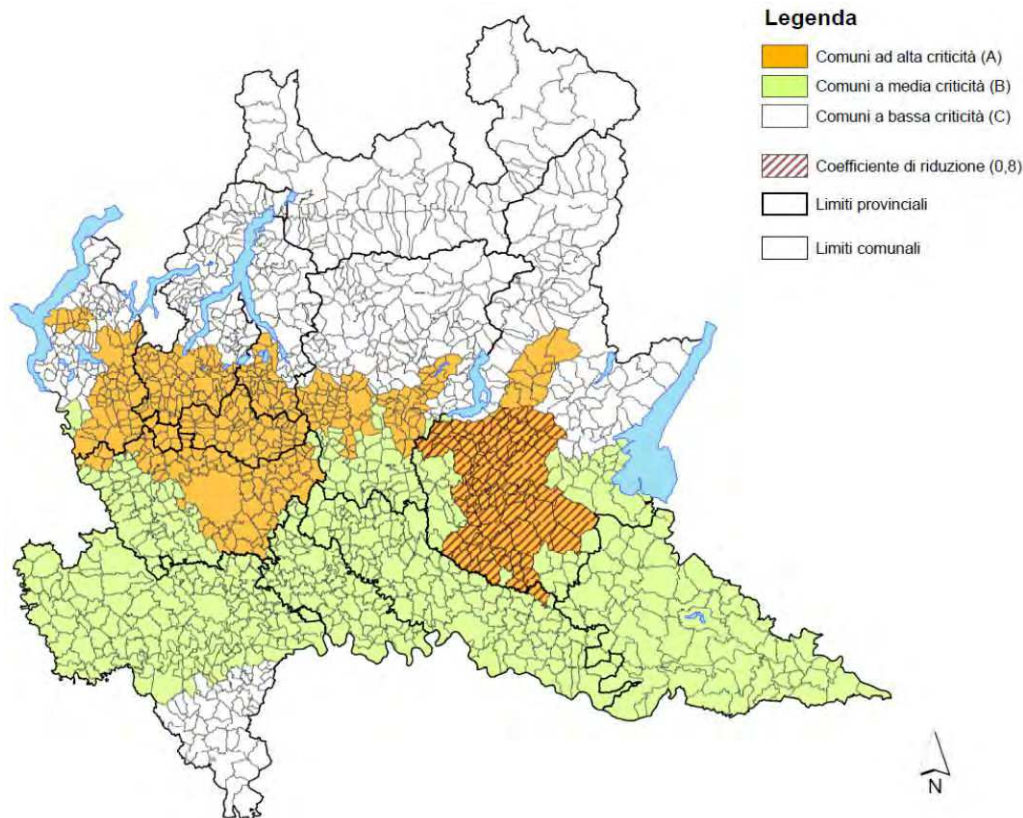 Legenda
Comuni ad alta criticità (A)
Comuni a media criticità (B)
Comuni a bassa criticità (C)
Coefficiente di riduzione (0,8)
Limiti provinciali
Limiti comunali
N